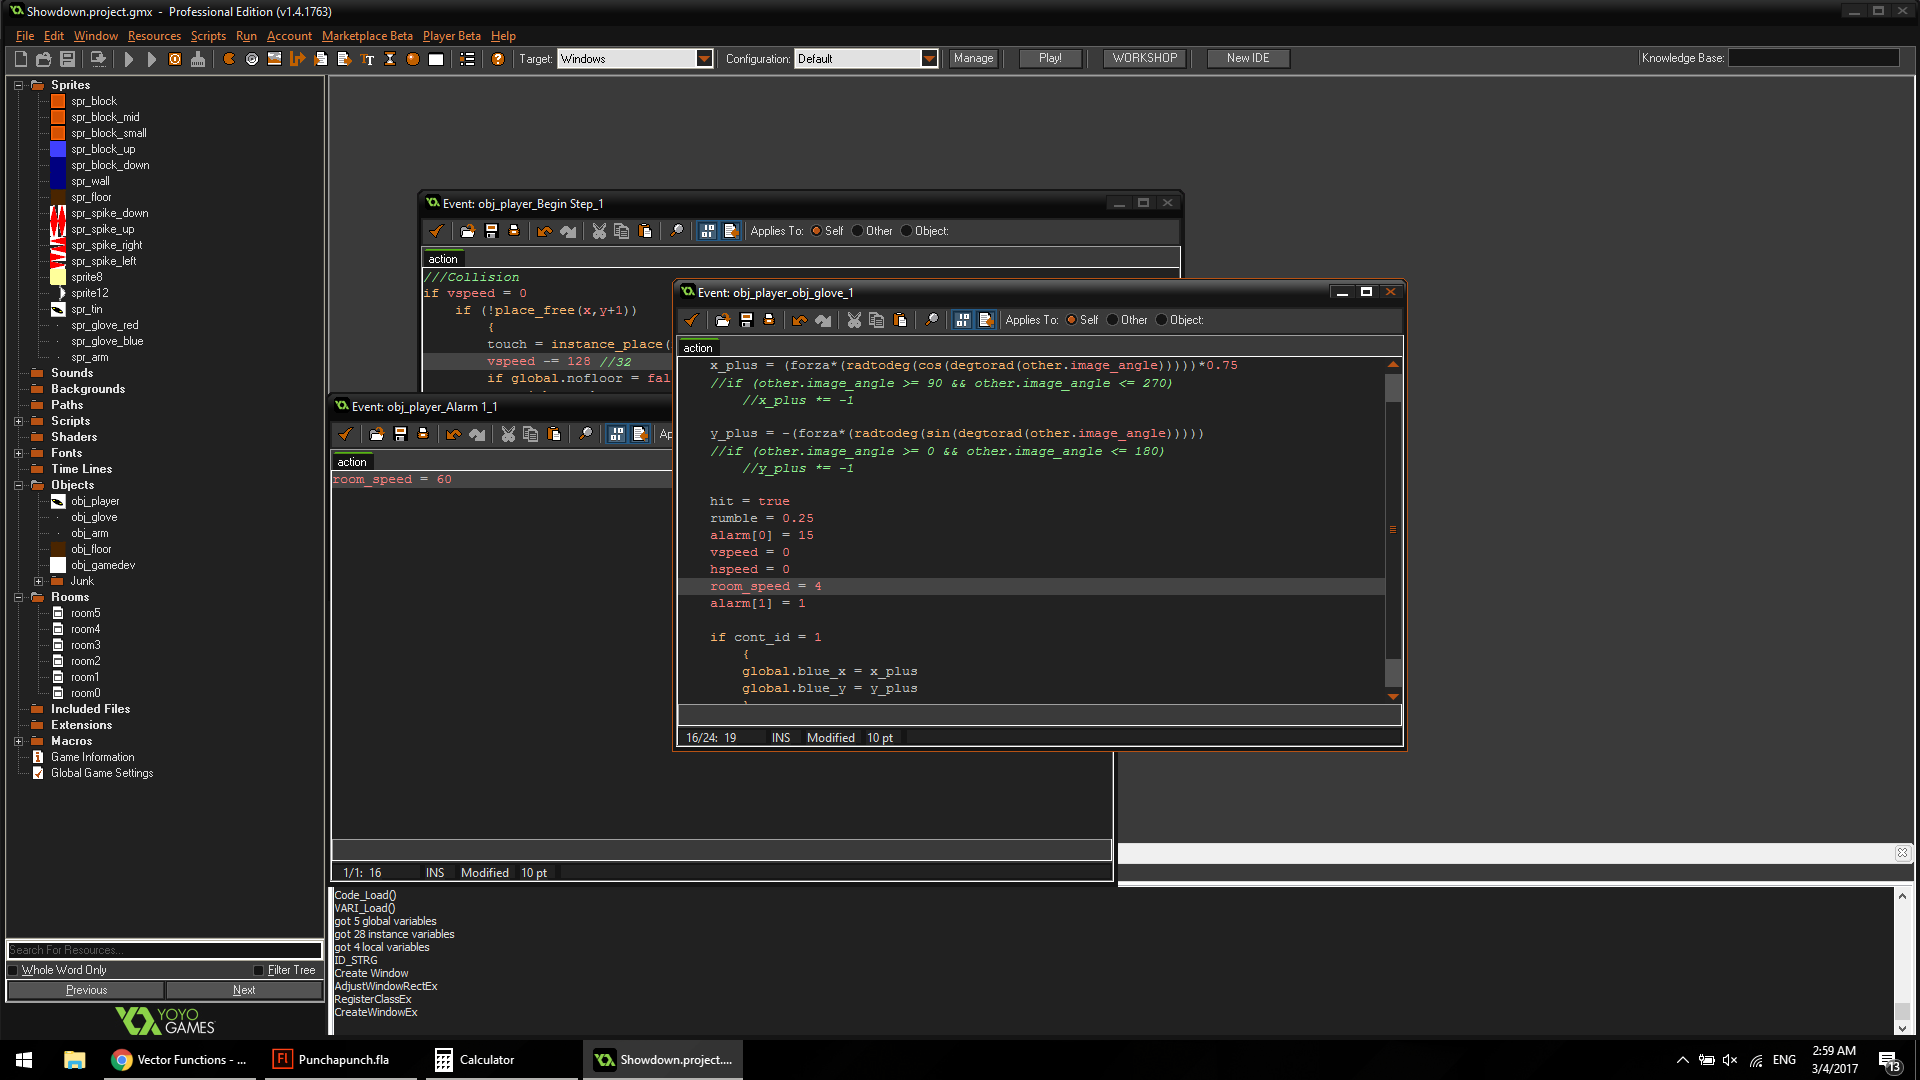 Showdown.project.gmx - Professional Edition (v1.4.1763)
File Edit Window Resources Scripts Run Account Marketplace Beta Player Beta Help
Target: Windows Configuration: Default Manage Play! WORKSHOP New IDE Knowledge Base:
Sprites
spr_block
spr_block_mid
spr_block_small
spr_block_up
spr_block_down
spr_wall
spr_floor
spr_spike_down
spr_spike_up
spr_spike_right
spr_spike_left
sprite8
sprite12
spr_tin
spr_glove_red
spr_glove_blue
spr_arm
Sounds
Backgrounds
Paths
Scripts
Shaders
Fonts
Time Lines
Objects
obj_player
obj_glove
obj_arm
obj_floor
obj_gamedev
Junk
Rooms
room5
room4
room3
room2
room1
room0
Included Files
Extensions
Macros
Game Information
Global Game Settings
Search For Resources...
Whole Word Only Filter Tree
Previous Next
YOYO
GAMES
Event: obj_player_Begin Step_1
Applies To: Self Other Object:
action
///Collision
if vspeed = 0
if (!place_free(x,y+1))
{
touch = instance_place(
vspeed -= 128 //32
if global.nofloor = fal
Event: obj_player_Alarm 1_1
Ap
action
room_speed = 60
1/1: 16 INS Modified 10 pt
Event: obj_player_obj_glove_1
Applies To: Self Other Object:
action
x_plus = (forza*(radtodeg(cos(degtorad(other.image_angle)))))*0.75
//if (other.image_angle >= 90 && other.image_angle <= 270)
//x_plus *= -1
y_plus = -(forza*(radtodeg(sin(degtorad(other.image_angle)))))
//if (other.image_angle >= 0 && other.image_angle <= 180)
//y_plus *= -1
hit = true
rumble = 0.25
alarm[0] = 15
vspeed = 0
hspeed = 0
room_speed = 4
alarm[1] = 1
if cont_id = 1
{
global.blue_x = x_plus
global.blue_y = y_plus
16/24: 19 INS Modified 10 pt
Code_Load()
VARI_Load()
got 5 global variables
got 28 instance variables
got 4 local variables
ID_STRG
Create Window
AdjustWindowRectEx
RegisterClassEx
CreateWindowEx
Vector Functions - ... Fl Punchapunch.fla Calculator Showdown.project.... ENG 2:59 AM
3/4/2017 13